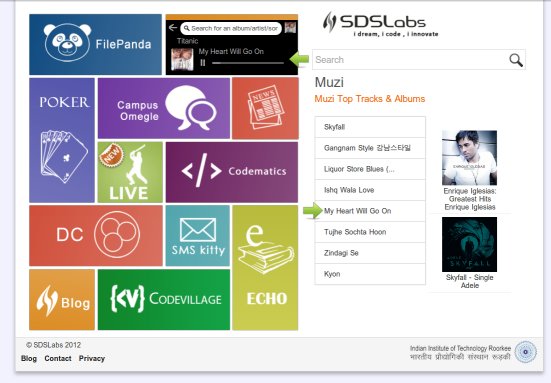 FilePanda
Search for an album/artist/sor
Titanic
My Heart Will Go On
SDSLabs
i dream, i code , i innovate
Search
POKER
Campus
Omegle
NEWS
NEW
LIVE
</> Codematics
Muzi
Muzi Top Tracks & Albums
Skyfall
Gangnam Style 강남스타일
Liquor Store Blues (...
Ishq Wala Love
My Heart Will Go On
Tujhe Sochta Hoon
Zindagi Se
Kyon
ENRIQUE IGLESIAS
Enrique Iglesias:
Greatest Hits
Enrique Iglesias
SKYFALL
Skyfall - Single
Adele
DC
SMS kitty
e
ECHO
Blog
{<V} CODEVILLAGE
© SDSLabs 2012
Blog Contact Privacy
Indian Institute of Technology Roorkee
भारतीय प्रौद्योगिकी संस्थान रूड़की